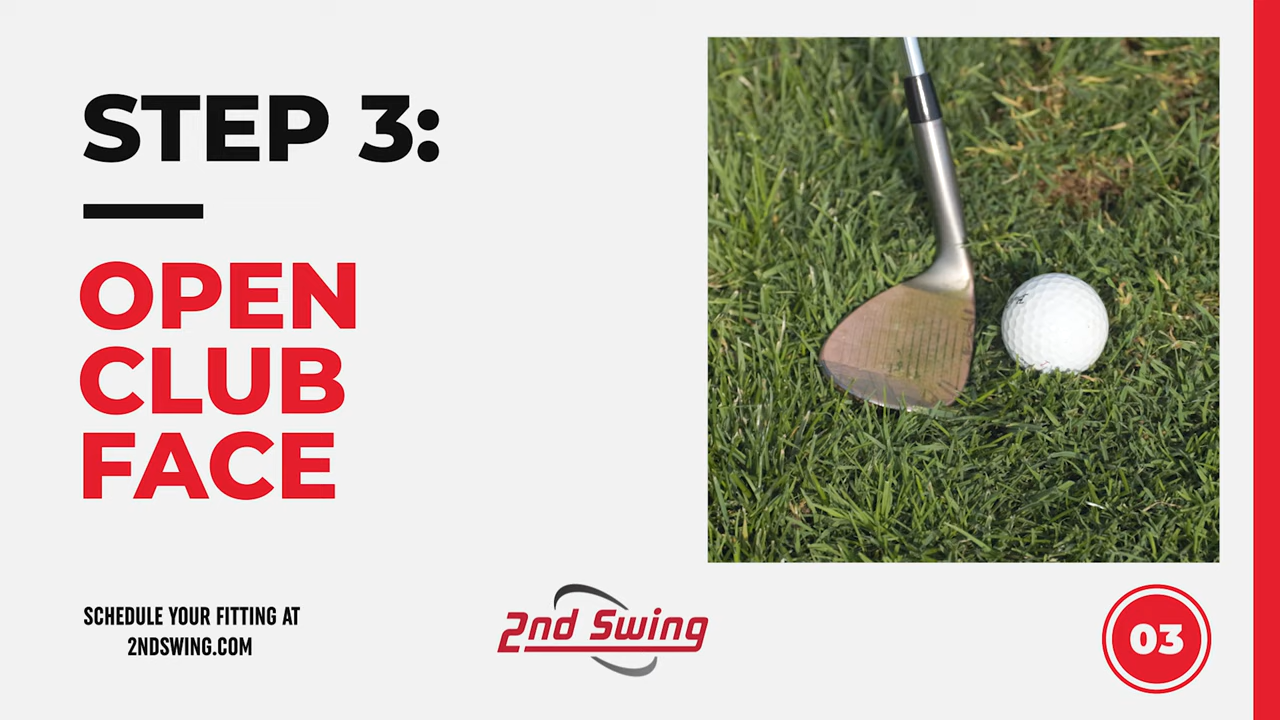 STEP 3:
OPEN
CLUB
FACE
SCHEDULE YOUR FITTING AT
2NDSWING.COM
2nd Swing
03